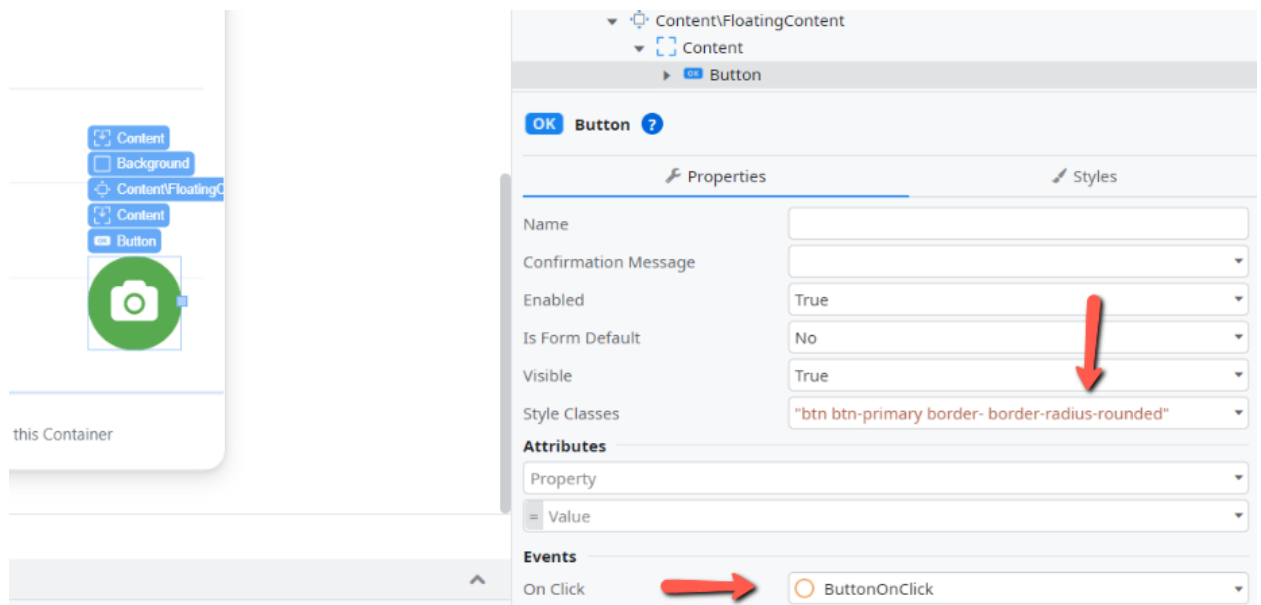 Content
Background
Content\FloatingC
Content
Button
this Container
Content\FloatingContent
Content
OK Button
OK Button ?
Properties Styles
Name
Confirmation Message
Enabled True
Is Form Default No
Visible True
Style Classes "btn btn-primary border- border-radius-rounded"
Attributes
Property
= Value
Events
On Click ButtonOnClick